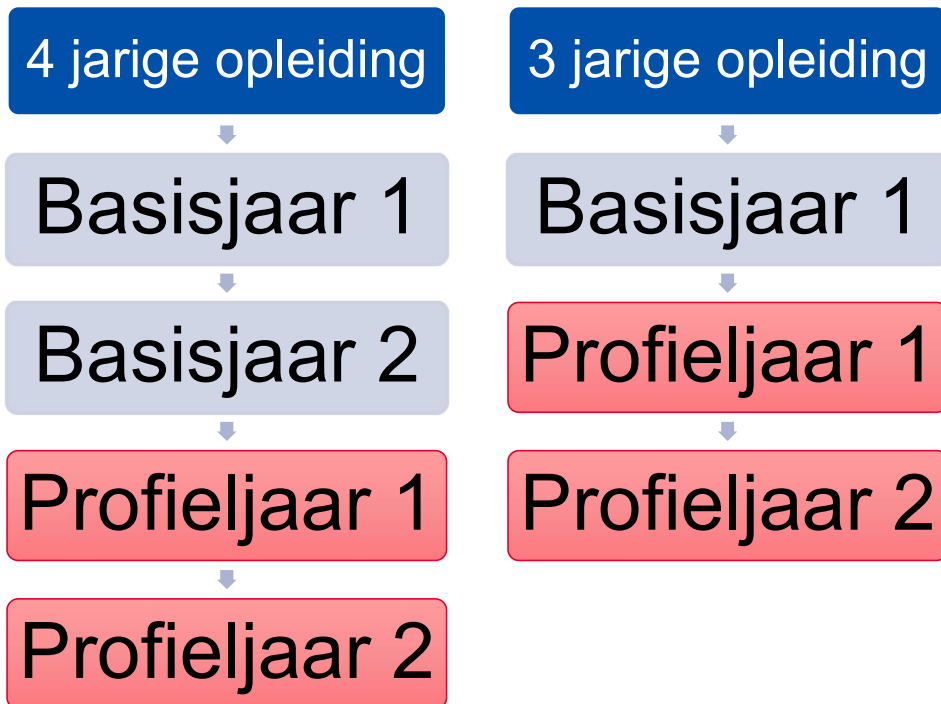 4 jarige opleiding
Basisjaar 1
Basisjaar 2
Profieljaar 1
Profieljaar 2
3 jarige opleiding
Basisjaar 1
Profieljaar 1
Profieljaar 2